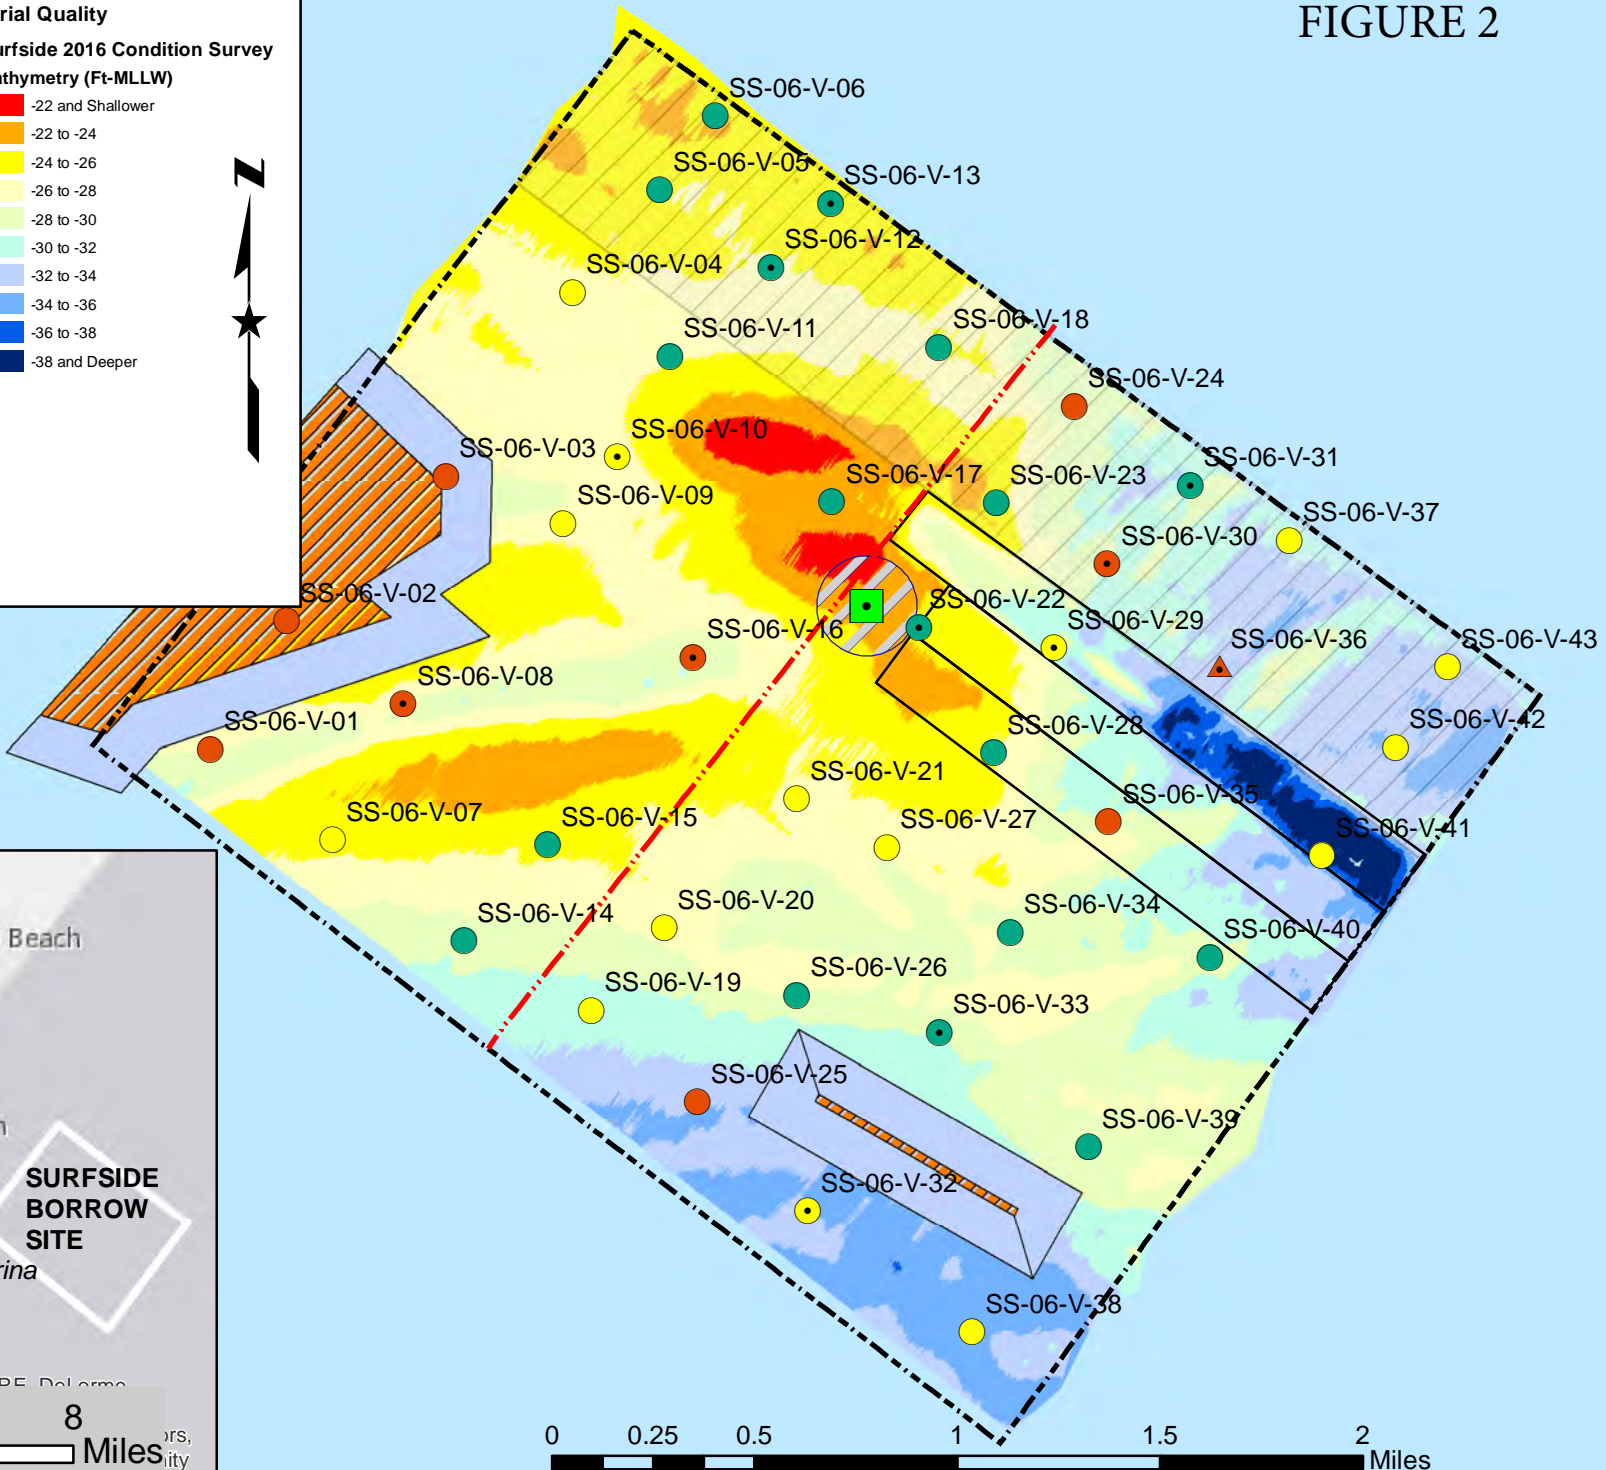 FIGURE 2
rial Quality
urfside 2016 Condition Survey
athymetry (Ft-MLLW)
-22 and Shallower
-22 to -24
-24 to -26
-26 to -28
-28 to -30
-30 to -32
-32 to -34
-34 to -36
-36 to -38
-38 and Deeper
N
SS-06-V-06
SS-06-V-05
SS-06-V-13
SS-06-V-12
SS-06-V-04
SS-06-V-11
SS-06-V-18
SS-06-V-24
SS-06-V-10
SS-06-V-03
SS-06-V-31
SS-06-V-17
SS-06-V-23
SS-06-V-09
SS-06-V-37
SS-06-V-30
SS-06-V-02
SS-06-V-22
SS-06-V-29
SS-06-V-16
SS-06-V-36
SS-06-V-43
SS-06-V-08
SS-06-V-42
SS-06-V-01
SS-06-V-28
SS-06-V-21
SS-06-V-35
SS-06-V-07
SS-06-V-15
SS-06-V-27
SS-06-V-41
SS-06-V-20
SS-06-V-34
SS-06-V-14
SS-06-V-40
SS-06-V-26
SS-06-V-19
SS-06-V-33
SS-06-V-25
SS-06-V-39
SS-06-V-32
SS-06-V-38
Beach
SURFSIDE
BORROW
SITE
rina
RE, DeLorme
8
Miles
ors,
ity
0 0.25 0.5 1 1.5 2
Miles